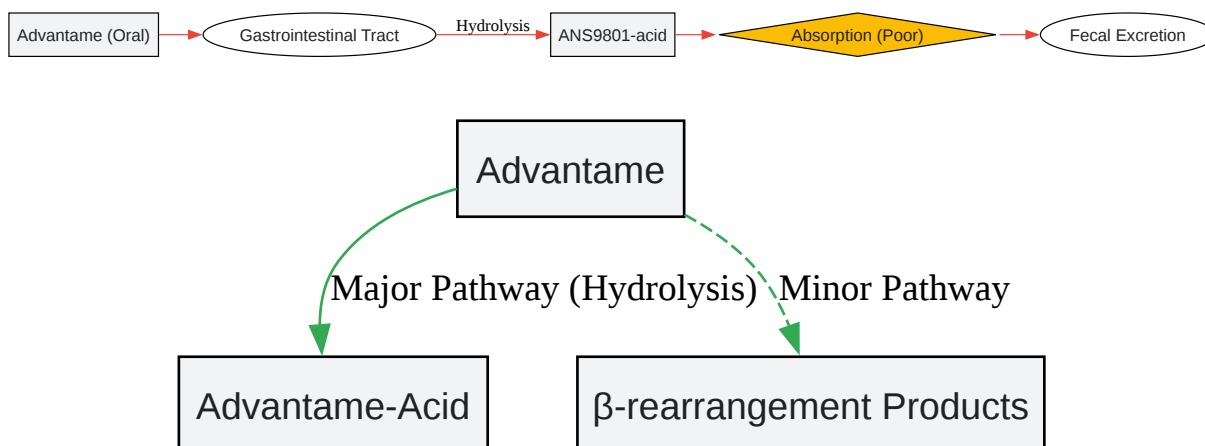 Advantame (Oral)
Gastrointestinal Tract
Hydrolysis
ANS9801-acid
Absorption (Poor)
Fecal Excretion
Advantame
Major Pathway (Hydrolysis)
Minor Pathway
Advantame-Acid
β-rearrangement Products